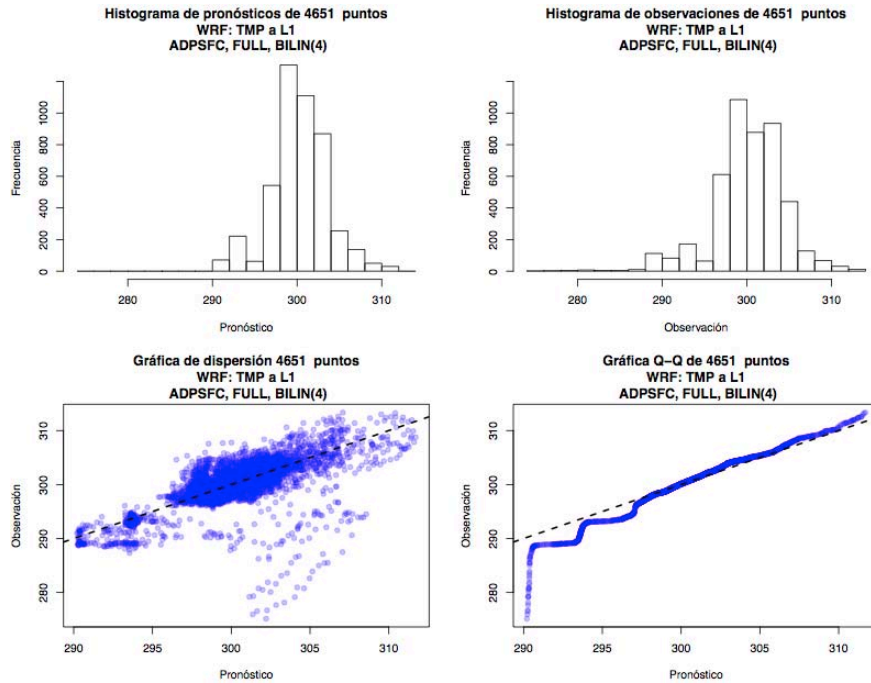 Histograma de pronósticos de 4651 puntos
WRF: TMP a L1
ADPSFC, FULL, BILIN(4)
Frecuencia
1000
800
600
400
200
0
280
290
300
310
Pronóstico
Histograma de observaciones de 4651 puntos
WRF: TMP a L1
ADPSFC, FULL, BILIN(4)
Frecuencia
1000
800
600
400
200
0
280
290
300
310
Observación
Gráfica de dispersión 4651 puntos
WRF: TMP a L1
ADPSFC, FULL, BILIN(4)
Observación
310
300
290
280
290
295
300
305
310
Pronóstico
Gráfica Q−Q de 4651 puntos
WRF: TMP a L1
ADPSFC, FULL, BILIN(4)
Observación
310
300
290
280
290
295
300
305
310
Pronóstico